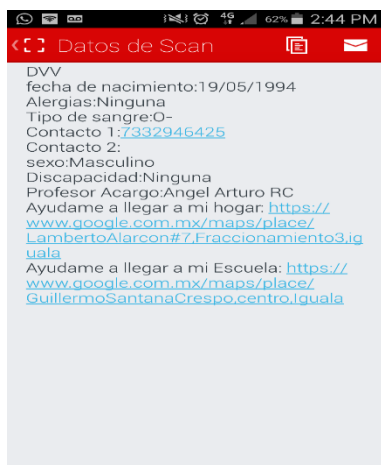 4G 62% 2:44 PM
Datos de Scan
DVV
fecha de nacimiento:19/05/1994
Alergias:Ninguna
Tipo de sangre:O-
Contacto 1:7332946425
Contacto 2:
sexo:Masculino
Discapacidad:Ninguna
Profesor Acargo:Angel Arturo RC
Ayudame a llegar a mi hogar: https://
www.google.com.mx/maps/place/
LambertoAlarcon#7,Fraccionamiento3,ig
uala
Ayudame a llegar a mi Escuela: https://
www.google.com.mx/maps/place/
GuillermoSantanaCrespo,centro,Iguala